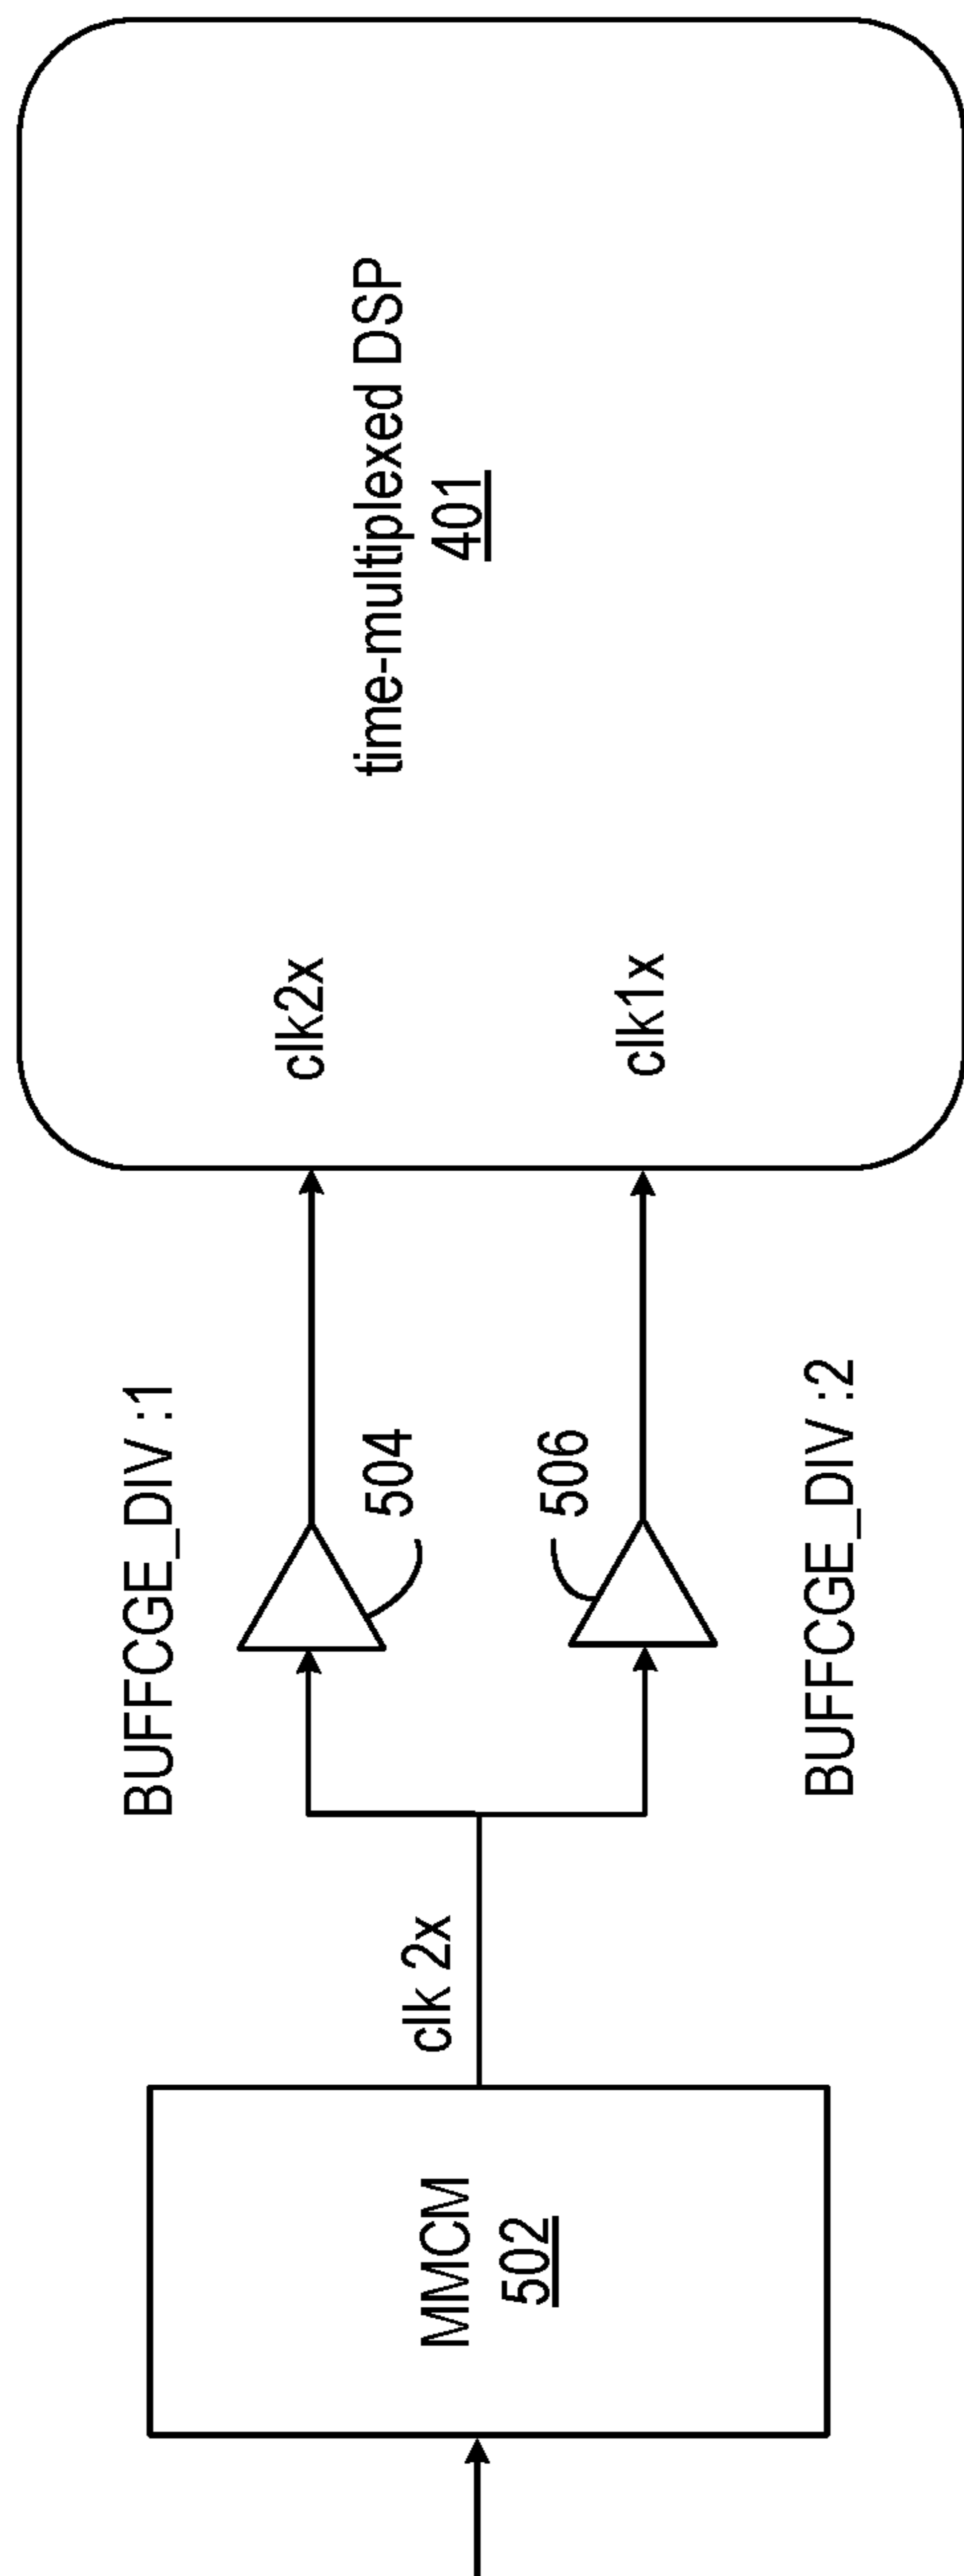 MMCM
502
clk 2x
BUFFCGE_DIV :1
504
506
BUFFCGE_DIV :2
clk2x
clk1x
time-multiplexed DSP
401